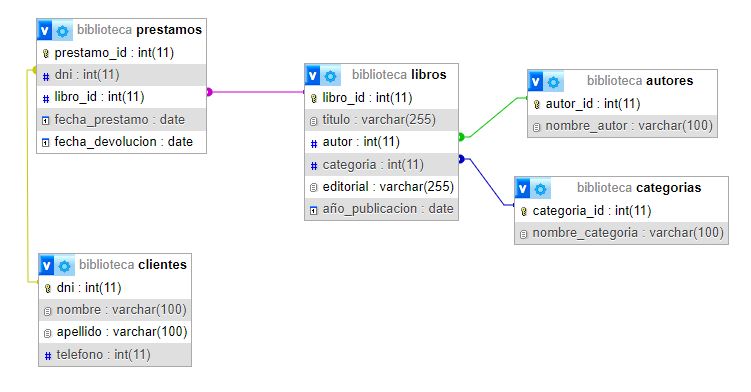 biblioteca prestamos
prestamo_id : int(11)
dni : int(11)
libro_id : int(11)
fecha_prestamo : date
fecha_devolucion : date
biblioteca libros
libro_id : int(11)
titulo : varchar(255)
autor : int(11)
categoria : int(11)
editorial : varchar(255)
año_publicacion : date
biblioteca autores
autor_id : int(11)
nombre_autor : varchar(100)
biblioteca categorias
categoria_id : int(11)
nombre_categoria : varchar(100)
biblioteca clientes
dni : int(11)
nombre : varchar(100)
apellido : varchar(100)
telefono : int(11)